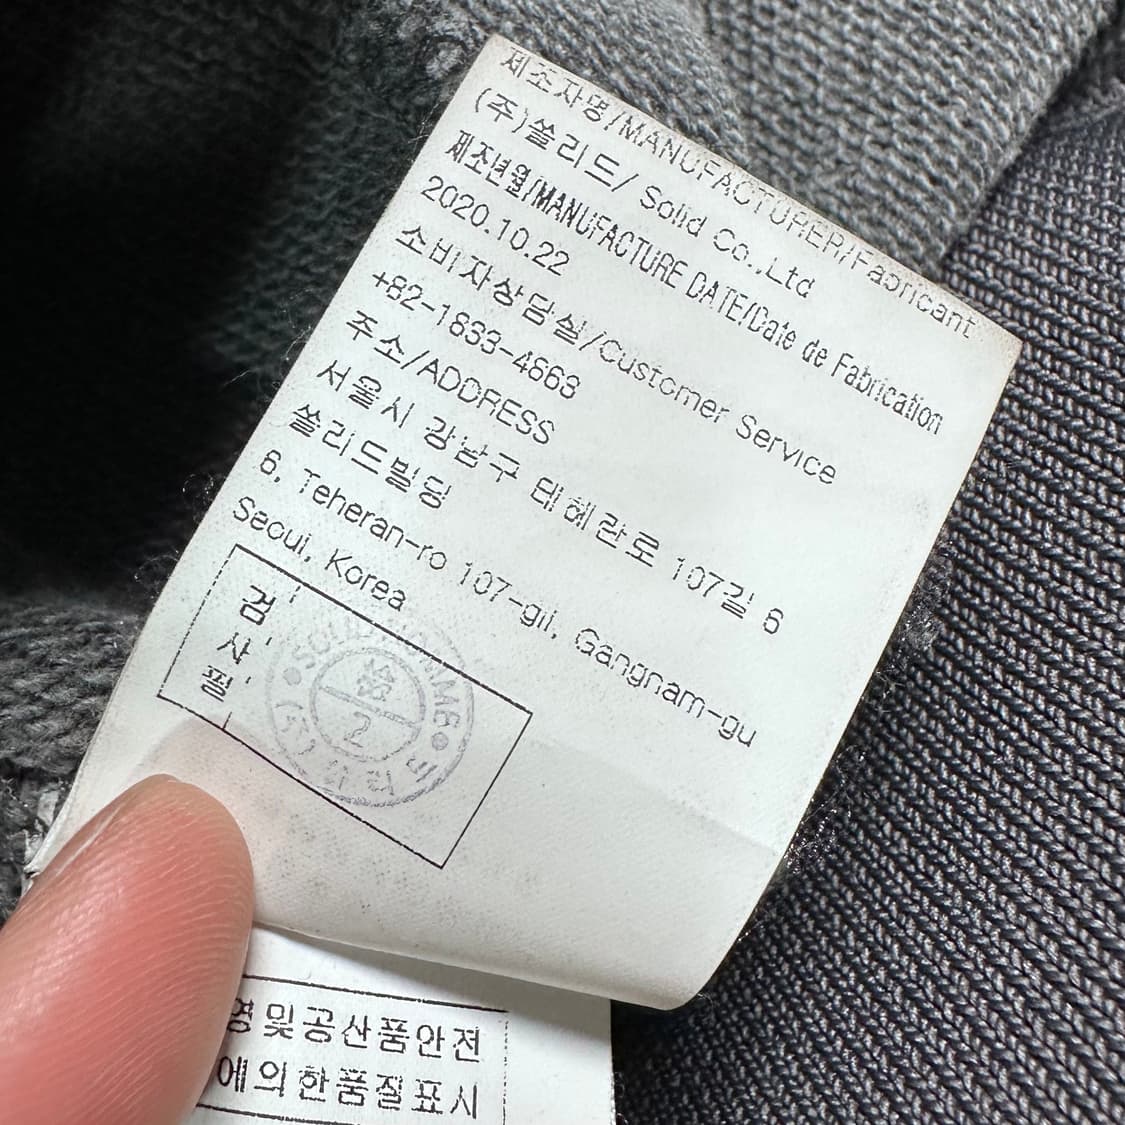 제조자명/MANUFACTURER/Fabricant
(주)쏠리드/ Solid Co.,Ltd
제조년월/MANUFACTURE DATE/Date de Fabrication
2020.10.22
소비자상담실/Customer Service
+82-1833-4668
주소/ADDRESS
서울시 강남구 테헤란로 107길 6
쏠리드빌딩
6, Teheran-ro 107-gil, Gangnam-gu
Seoul, Korea
검
사
필
2
영및공산품안전
에의한품질표시